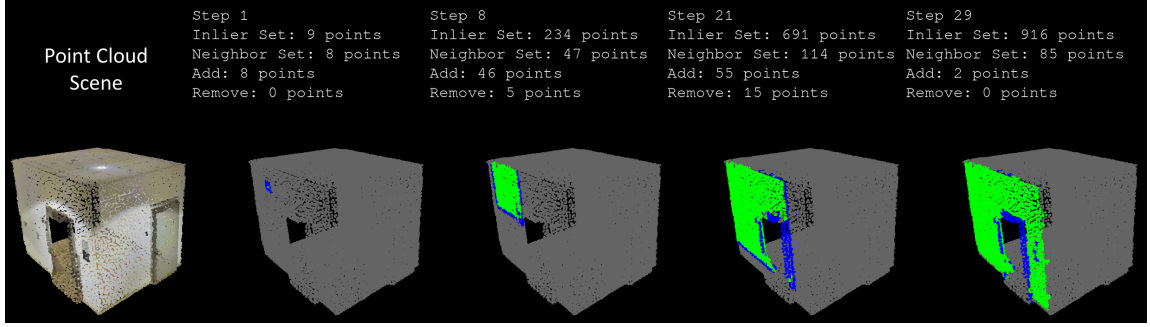 Point Cloud
Scene
Step 1
Inlier Set: 9 points
Neighbor Set: 8 points
Add: 8 points
Remove: 0 points
Step 8
Inlier Set: 234 points
Neighbor Set: 47 points
Add: 46 points
Remove: 5 points
Step 21
Inlier Set: 691 points
Neighbor Set: 114 points
Add: 55 points
Remove: 15 points
Step 29
Inlier Set: 916 points
Neighbor Set: 85 points
Add: 2 points
Remove: 0 points